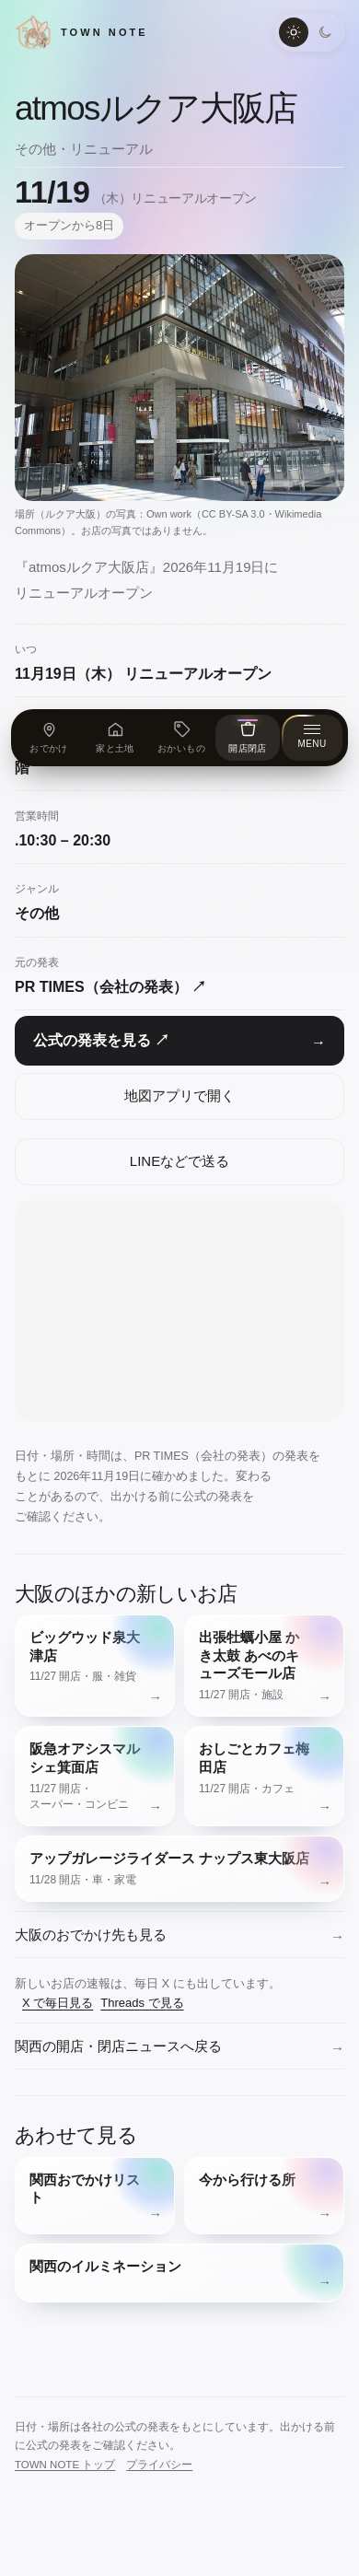 TOWN NOTE
atmosルクア大阪店
その他・リニューアル
11/19 （木）リニューアルオープン
オープンから8日
場所（ルクア大阪）の写真：Own work（CC BY-SA 3.0・Wikimedia
Commons）。お店の写真ではありません。
『atmosルクア大阪店』2026年11月19日に
リニューアルオープン
いつ
11月19日（木） リニューアルオープン
おでかけ
家と土地
おかいもの
開店閉店
MENU
階
営業時間
.10:30 – 20:30
ジャンル
その他
元の発表
PR TIMES（会社の発表） ↗
公式の発表を見る ↗ →
地図アプリで開く
LINEなどで送る
日付・場所・時間は、PR TIMES（会社の発表）の発表を
もとに 2026年11月19日に確かめました。変わる
ことがあるので、出かける前に公式の発表を
ご確認ください。
大阪のほかの新しいお店
ビッグウッド泉大
津店
11/27 開店・服・雑貨
→
出張牡蠣小屋 か
き太鼓 あべのキ
ューズモール店
11/27 開店・施設
→
阪急オアシスマル
シェ箕面店
11/27 開店・
スーパー・コンビニ
→
おしごとカフェ梅
田店
11/27 開店・カフェ
→
アップガレージライダース ナップス東大阪店
11/28 開店・車・家電
→
大阪のおでかけ先も見る →
新しいお店の速報は、毎日 X にも出しています。
X で毎日見る Threads で見る
関西の開店・閉店ニュースへ戻る →
あわせて見る
関西おでかけリス
ト
→
今から行ける所
→
関西のイルミネーション
→
日付・場所は各社の公式の発表をもとにしています。出かける前
に公式の発表をご確認ください。
TOWN NOTE トップ プライバシー